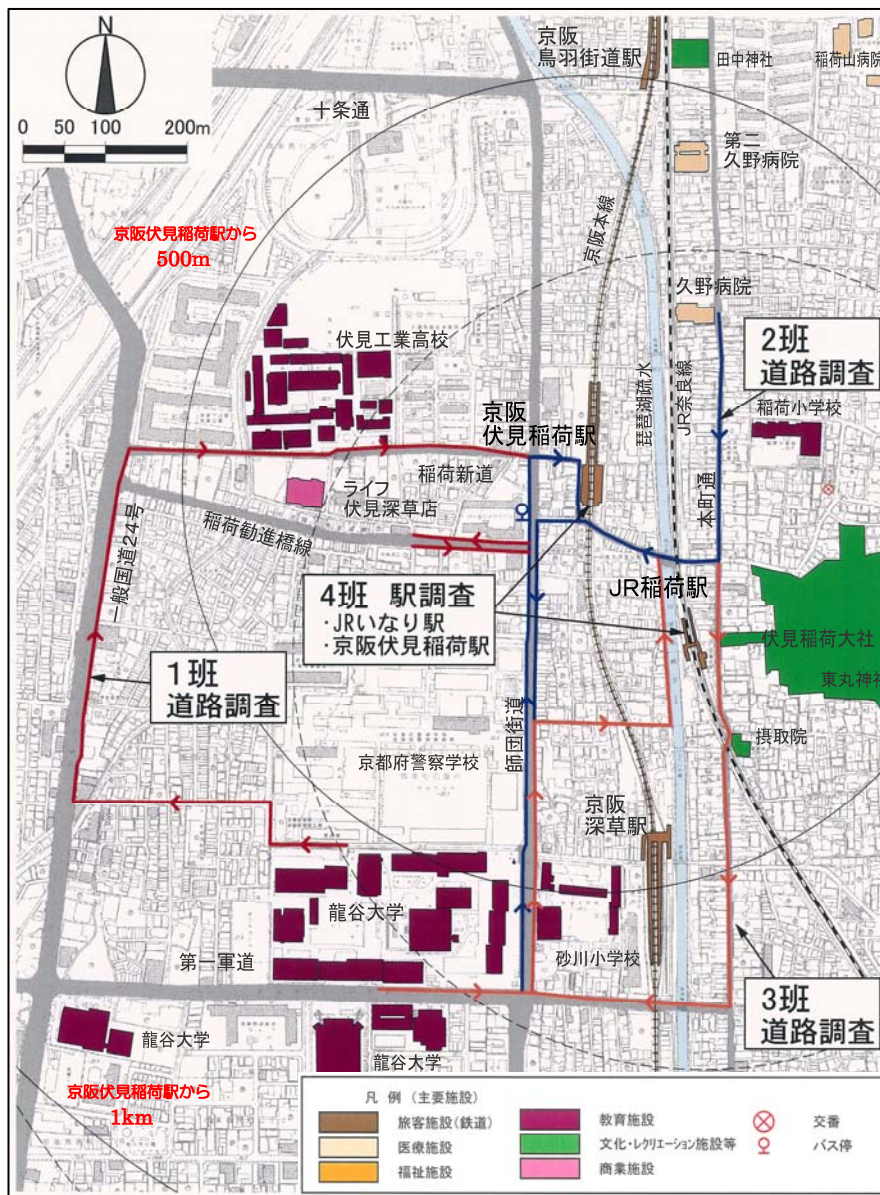 N
0 50 100 200m
京阪
鳥羽街道駅
田中神社
稲荷山病院
十条通
第二
久野病院
京阪伏見稲荷駅から
500m
京阪本線
久野病院
伏見工業高校
2班
道路調査
琵琶湖疏水
JR奈良線
稲荷小学校
京阪
伏見稲荷駅
本町通
稲荷新道
ライフ
伏見深草店
稲荷勧進橋線
一般国道24号
4班 駅調査
・JRいなり駅
・京阪伏見稲荷駅
JR稲荷駅
伏見稲荷大社
東丸神社
1班
道路調査
師団街道
摂取院
京都府警察学校
京阪
深草駅
龍谷大学
砂川小学校
第一軍道
3班
道路調査
龍谷大学
龍谷大学
京阪伏見稲荷駅から
1km
凡 例 (主要施設)
旅客施設(鉄道)
教育施設
交番
医療施設
文化・レクリエーション施設等
バス停
福祉施設
商業施設